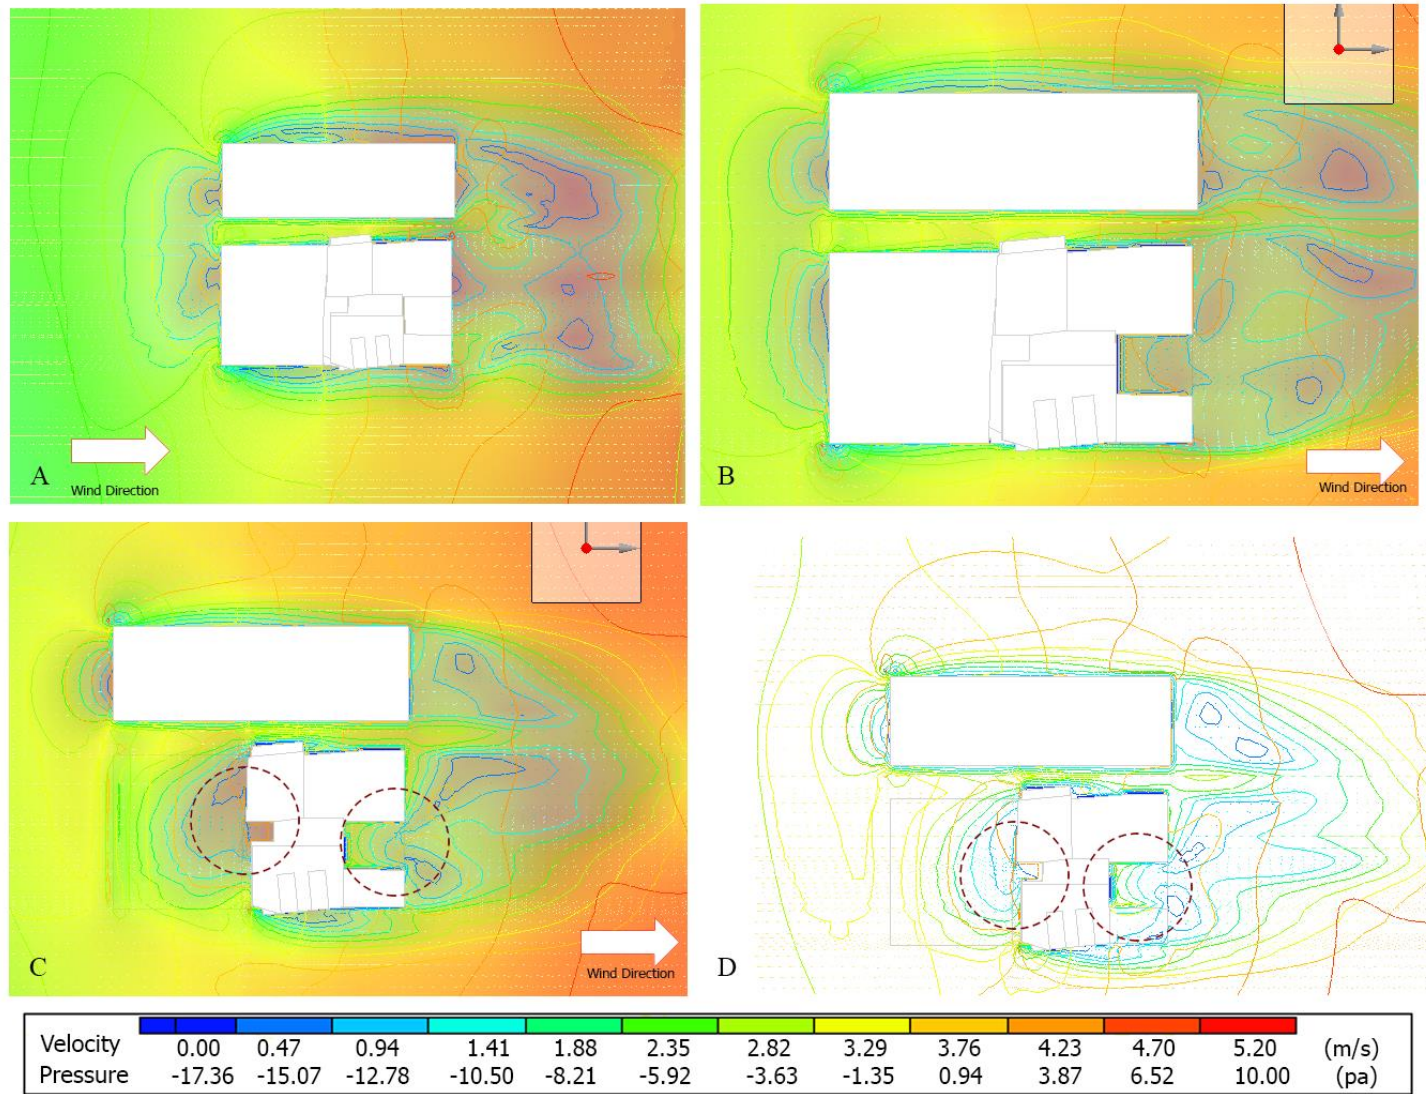 A
Wind Direction
B
Wind Direction
C
Wind Direction
D
Velocity 0.00 0.47 0.94 1.41 1.88 2.35 2.82 3.29 3.76 4.23 4.70 5.20 (m/s)
Pressure -17.36 -15.07 -12.78 -10.50 -8.21 -5.92 -3.63 -1.35 0.94 3.87 6.52 10.00 (pa)